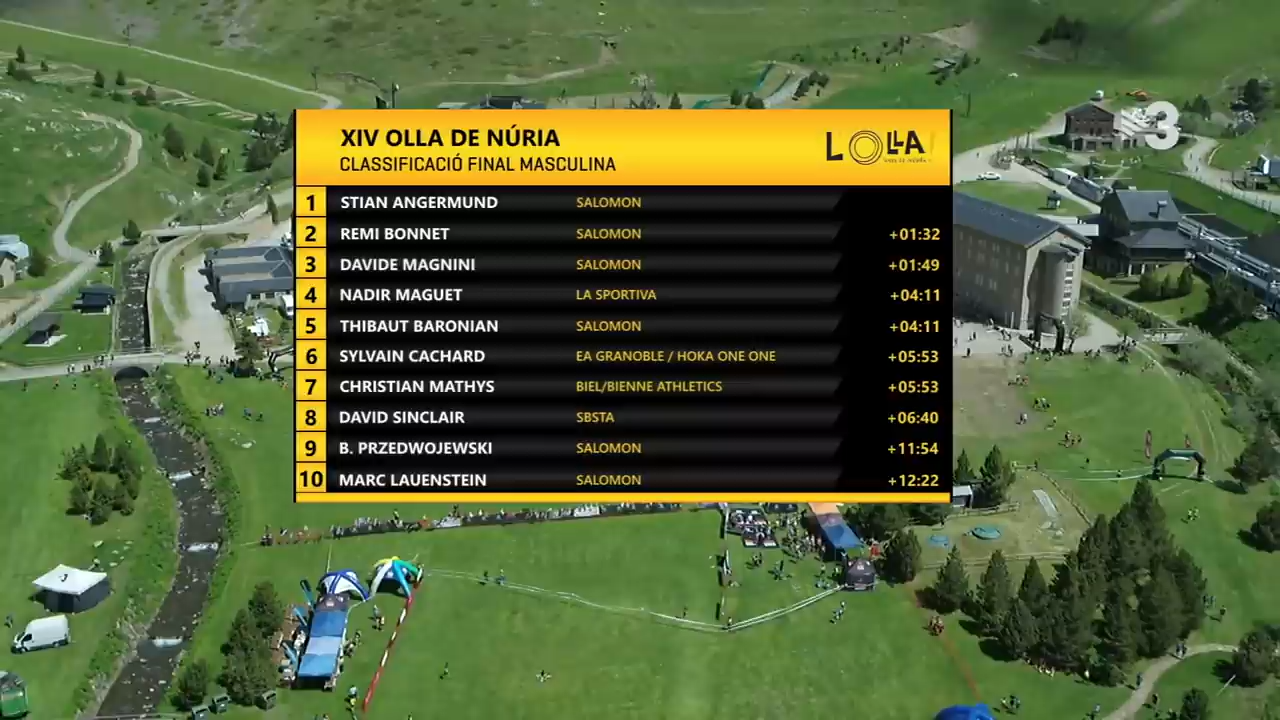 XIV OLLA DE NÚRIA
CLASSIFICACIÓ FINAL MASCULINA
L'OLLA
1 STIAN ANGERMUND SALOMON
2 REMI BONNET SALOMON +01:32
3 DAVIDE MAGNINI SALOMON +01:49
4 NADIR MAGUET LA SPORTIVA +04:11
5 THIBAUT BARONIAN SALOMON +04:11
6 SYLVAIN CACHARD EA GRANOBLE / HOKA ONE ONE +05:53
7 CHRISTIAN MATHYS BIEL/BIENNE ATHLETICS +05:53
8 DAVID SINCLAIR SBSTA +06:40
9 B. PRZEDWOJEWSKI SALOMON +11:54
10 MARC LAUENSTEIN SALOMON +12:22
3